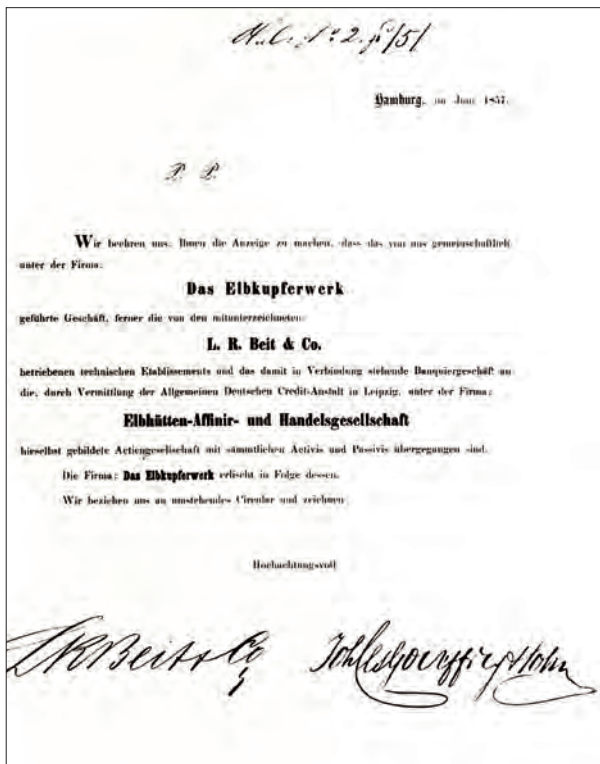 Hamburg, im Juni 1857.
P. P.
Wir beehren uns, Ihnen die Anzeige zu machen, dass das von uns gemeinschaftlich
unter der Firma:
Das Elbkupferwerk
geführte Geschäft, ferner die von den mitunterzeichneten:
L. R. Beit & Co.
betriebenen technischen Etablissements und das damit in Verbindung stehende Banquiergeschäft an
die, durch Vermittlung der Allgemeinen Deutschen Credit-Anstalt in Leipzig, unter der Firma:
Elbhütten-Affinir- und Handelsgesellschaft
hieselbst gebildete Actiengesellschaft mit sämmtlichen Activis und Passivis übergegangen sind.
Die Firma: Das Elbkupferwerk erlischt in Folge dessen.
Wir beziehen uns an umstehendes Circular und zeichnen
Hochachtungsvoll
LRBeit & Co